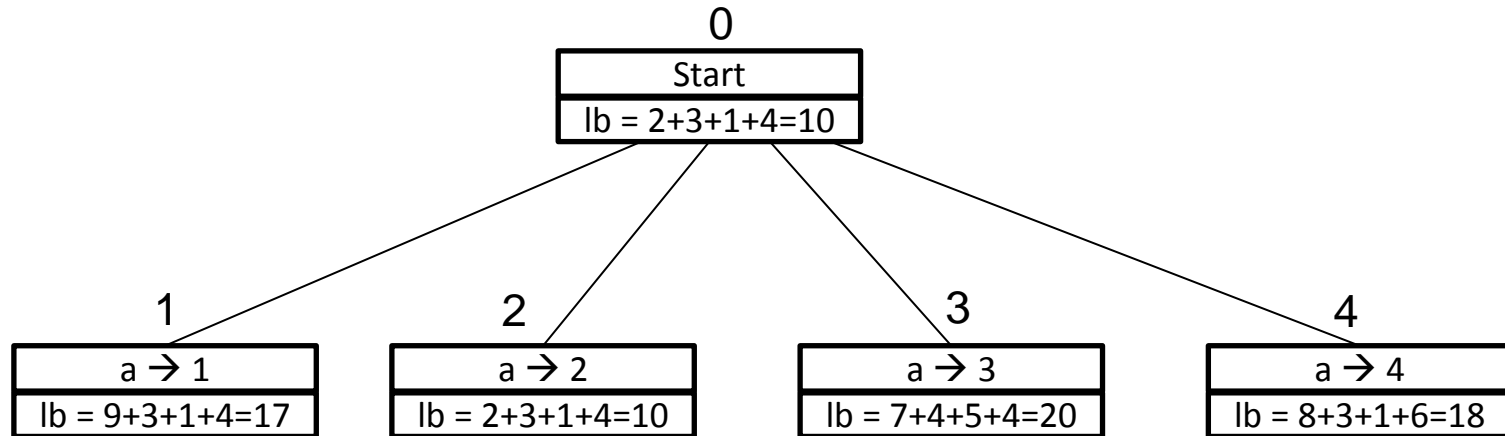 0
Start
lb = 2+3+1+4=10
1
2
3
4
a → 1
a → 2
a → 3
a → 4
lb = 9+3+1+4=17
lb = 2+3+1+4=10
lb = 7+4+5+4=20
lb = 8+3+1+6=18